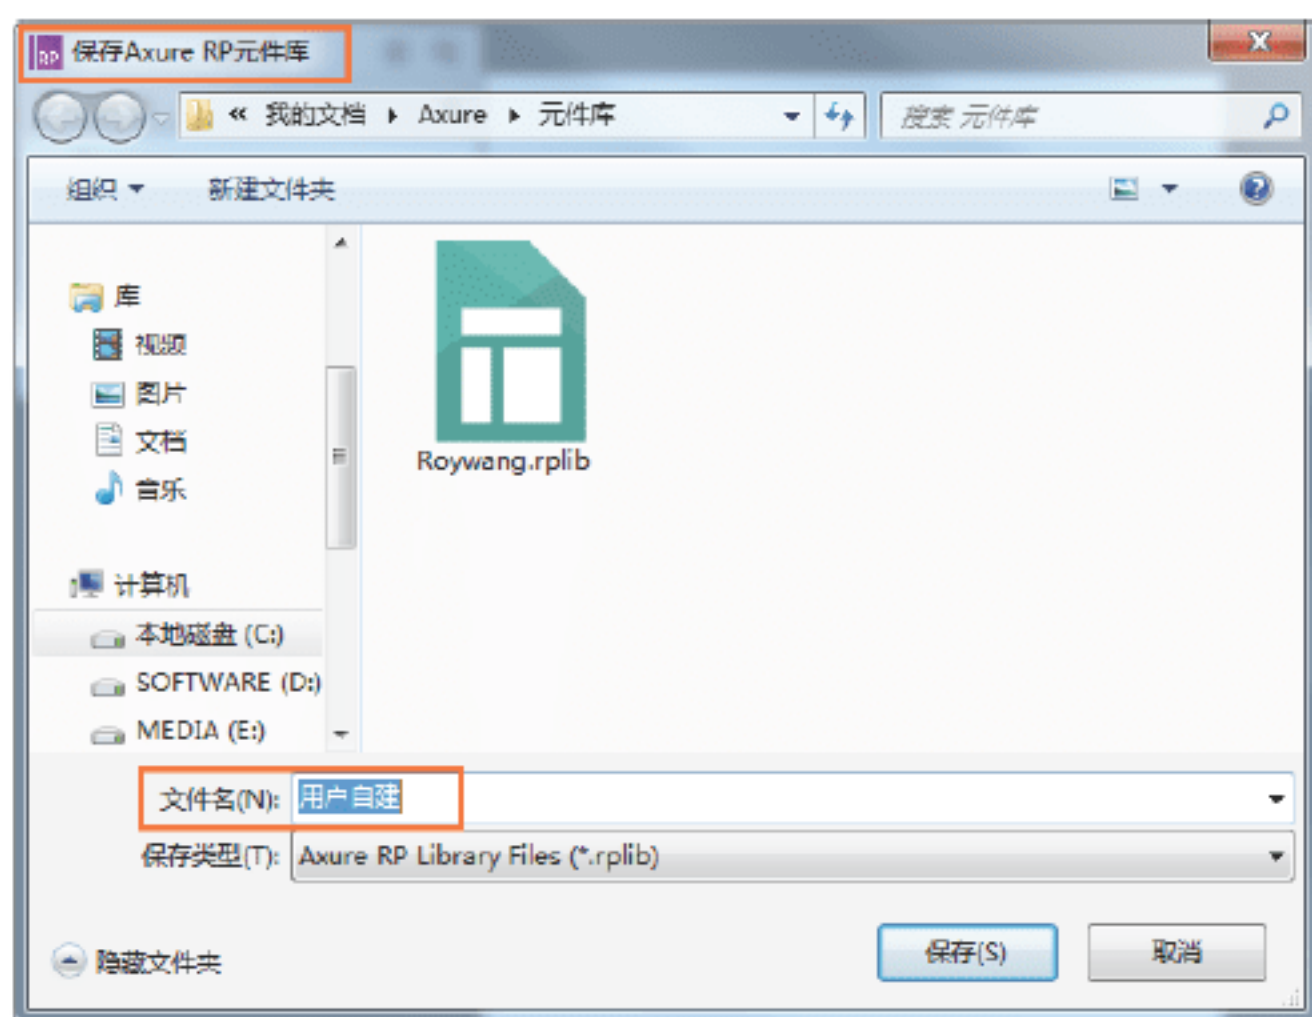 RP 保存Axure RP元件库
« 我的文档 ▸ Axure ▸ 元件库
搜索 元件库
组织 新建文件夹
库
视频
图片
文档
音乐
计算机
本地磁盘 (C:)
SOFTWARE (D:)
MEDIA (E:)
Roywang.rplib
文件名(N): 用户自建
保存类型(T): Axure RP Library Files (*.rplib)
隐藏文件夹
保存(S)
取消